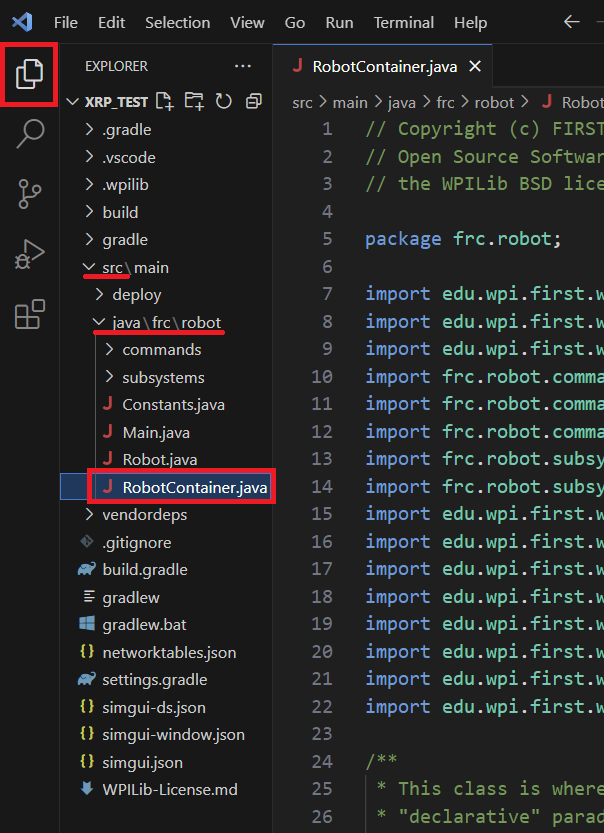 File Edit Selection View Go Run Terminal Help
EXPLORER
XRP_TEST
.gradle
.vscode
.wpilib
build
gradle
src\main
deploy
java\frc\robot
commands
subsystems
Constants.java
Main.java
Robot.java
RobotContainer.java
vendordeps
.gitignore
build.gradle
gradlew
gradlew.bat
networktables.json
settings.gradle
simgui-ds.json
simgui-window.json
simgui.json
WPILib-License.md
RobotContainer.java
src > main > java > frc > robot > Robot
1 // Copyright (c) FIRST
2 // Open Source Softwar
3 // the WPILib BSD lice
4
5 package frc.robot;
6
7 import edu.wpi.first.w
8 import edu.wpi.first.w
9 import edu.wpi.first.w
10 import frc.robot.comma
11 import frc.robot.comma
12 import frc.robot.comma
13 import frc.robot.subsy
14 import frc.robot.subsy
15 import edu.wpi.first.w
16 import edu.wpi.first.w
17 import edu.wpi.first.w
18 import edu.wpi.first.w
19 import edu.wpi.first.w
20 import edu.wpi.first.w
21 import edu.wpi.first.w
22 import edu.wpi.first.w
23
24 /**
25 * This class is where
26 * "declarative" parad